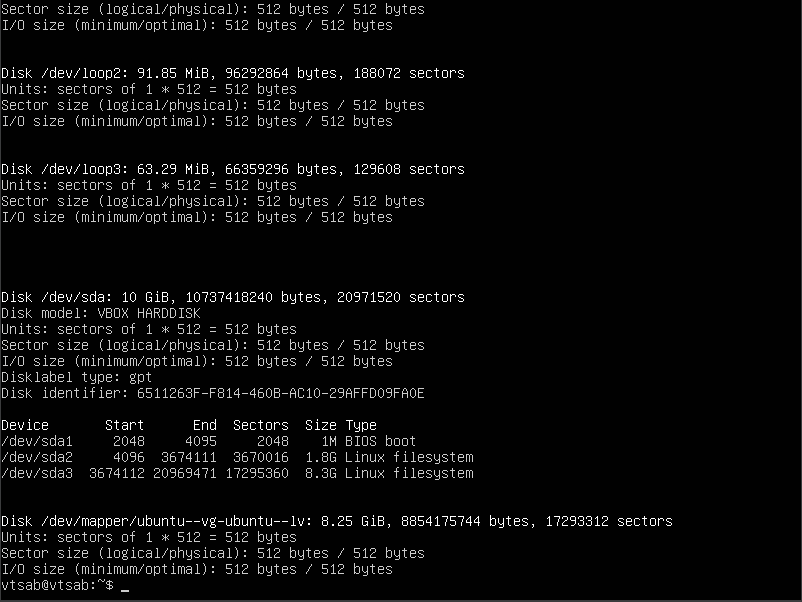 Sector size (logical/physical): 512 bytes / 512 bytes
I/O size (minimum/optimal): 512 bytes / 512 bytes
Disk /dev/loop2: 91.85 MiB, 96292864 bytes, 188072 sectors
Units: sectors of 1 * 512 = 512 bytes
Sector size (logical/physical): 512 bytes / 512 bytes
I/O size (minimum/optimal): 512 bytes / 512 bytes
Disk /dev/loop3: 63.29 MiB, 66359296 bytes, 129608 sectors
Units: sectors of 1 * 512 = 512 bytes
Sector size (logical/physical): 512 bytes / 512 bytes
I/O size (minimum/optimal): 512 bytes / 512 bytes
Disk /dev/sda: 10 GiB, 10737418240 bytes, 20971520 sectors
Disk model: VBOX HARDDISK
Units: sectors of 1 * 512 = 512 bytes
Sector size (logical/physical): 512 bytes / 512 bytes
I/O size (minimum/optimal): 512 bytes / 512 bytes
Disklabel type: gpt
Disk identifier: 6511263F-F814-460B-AC10-29AFFD09FA0E
Device       Start      End  Sectors  Size Type
/dev/sda1     2048     4095     2048    1M BIOS boot
/dev/sda2     4096  3674111  3670016  1.8G Linux filesystem
/dev/sda3  3674112 20969471 17295360  8.3G Linux filesystem
Disk /dev/mapper/ubuntu--vg-ubuntu--lv: 8.25 GiB, 8854175744 bytes, 17293312 sectors
Units: sectors of 1 * 512 = 512 bytes
Sector size (logical/physical): 512 bytes / 512 bytes
I/O size (minimum/optimal): 512 bytes / 512 bytes
vtsab@vtsab:~$ _